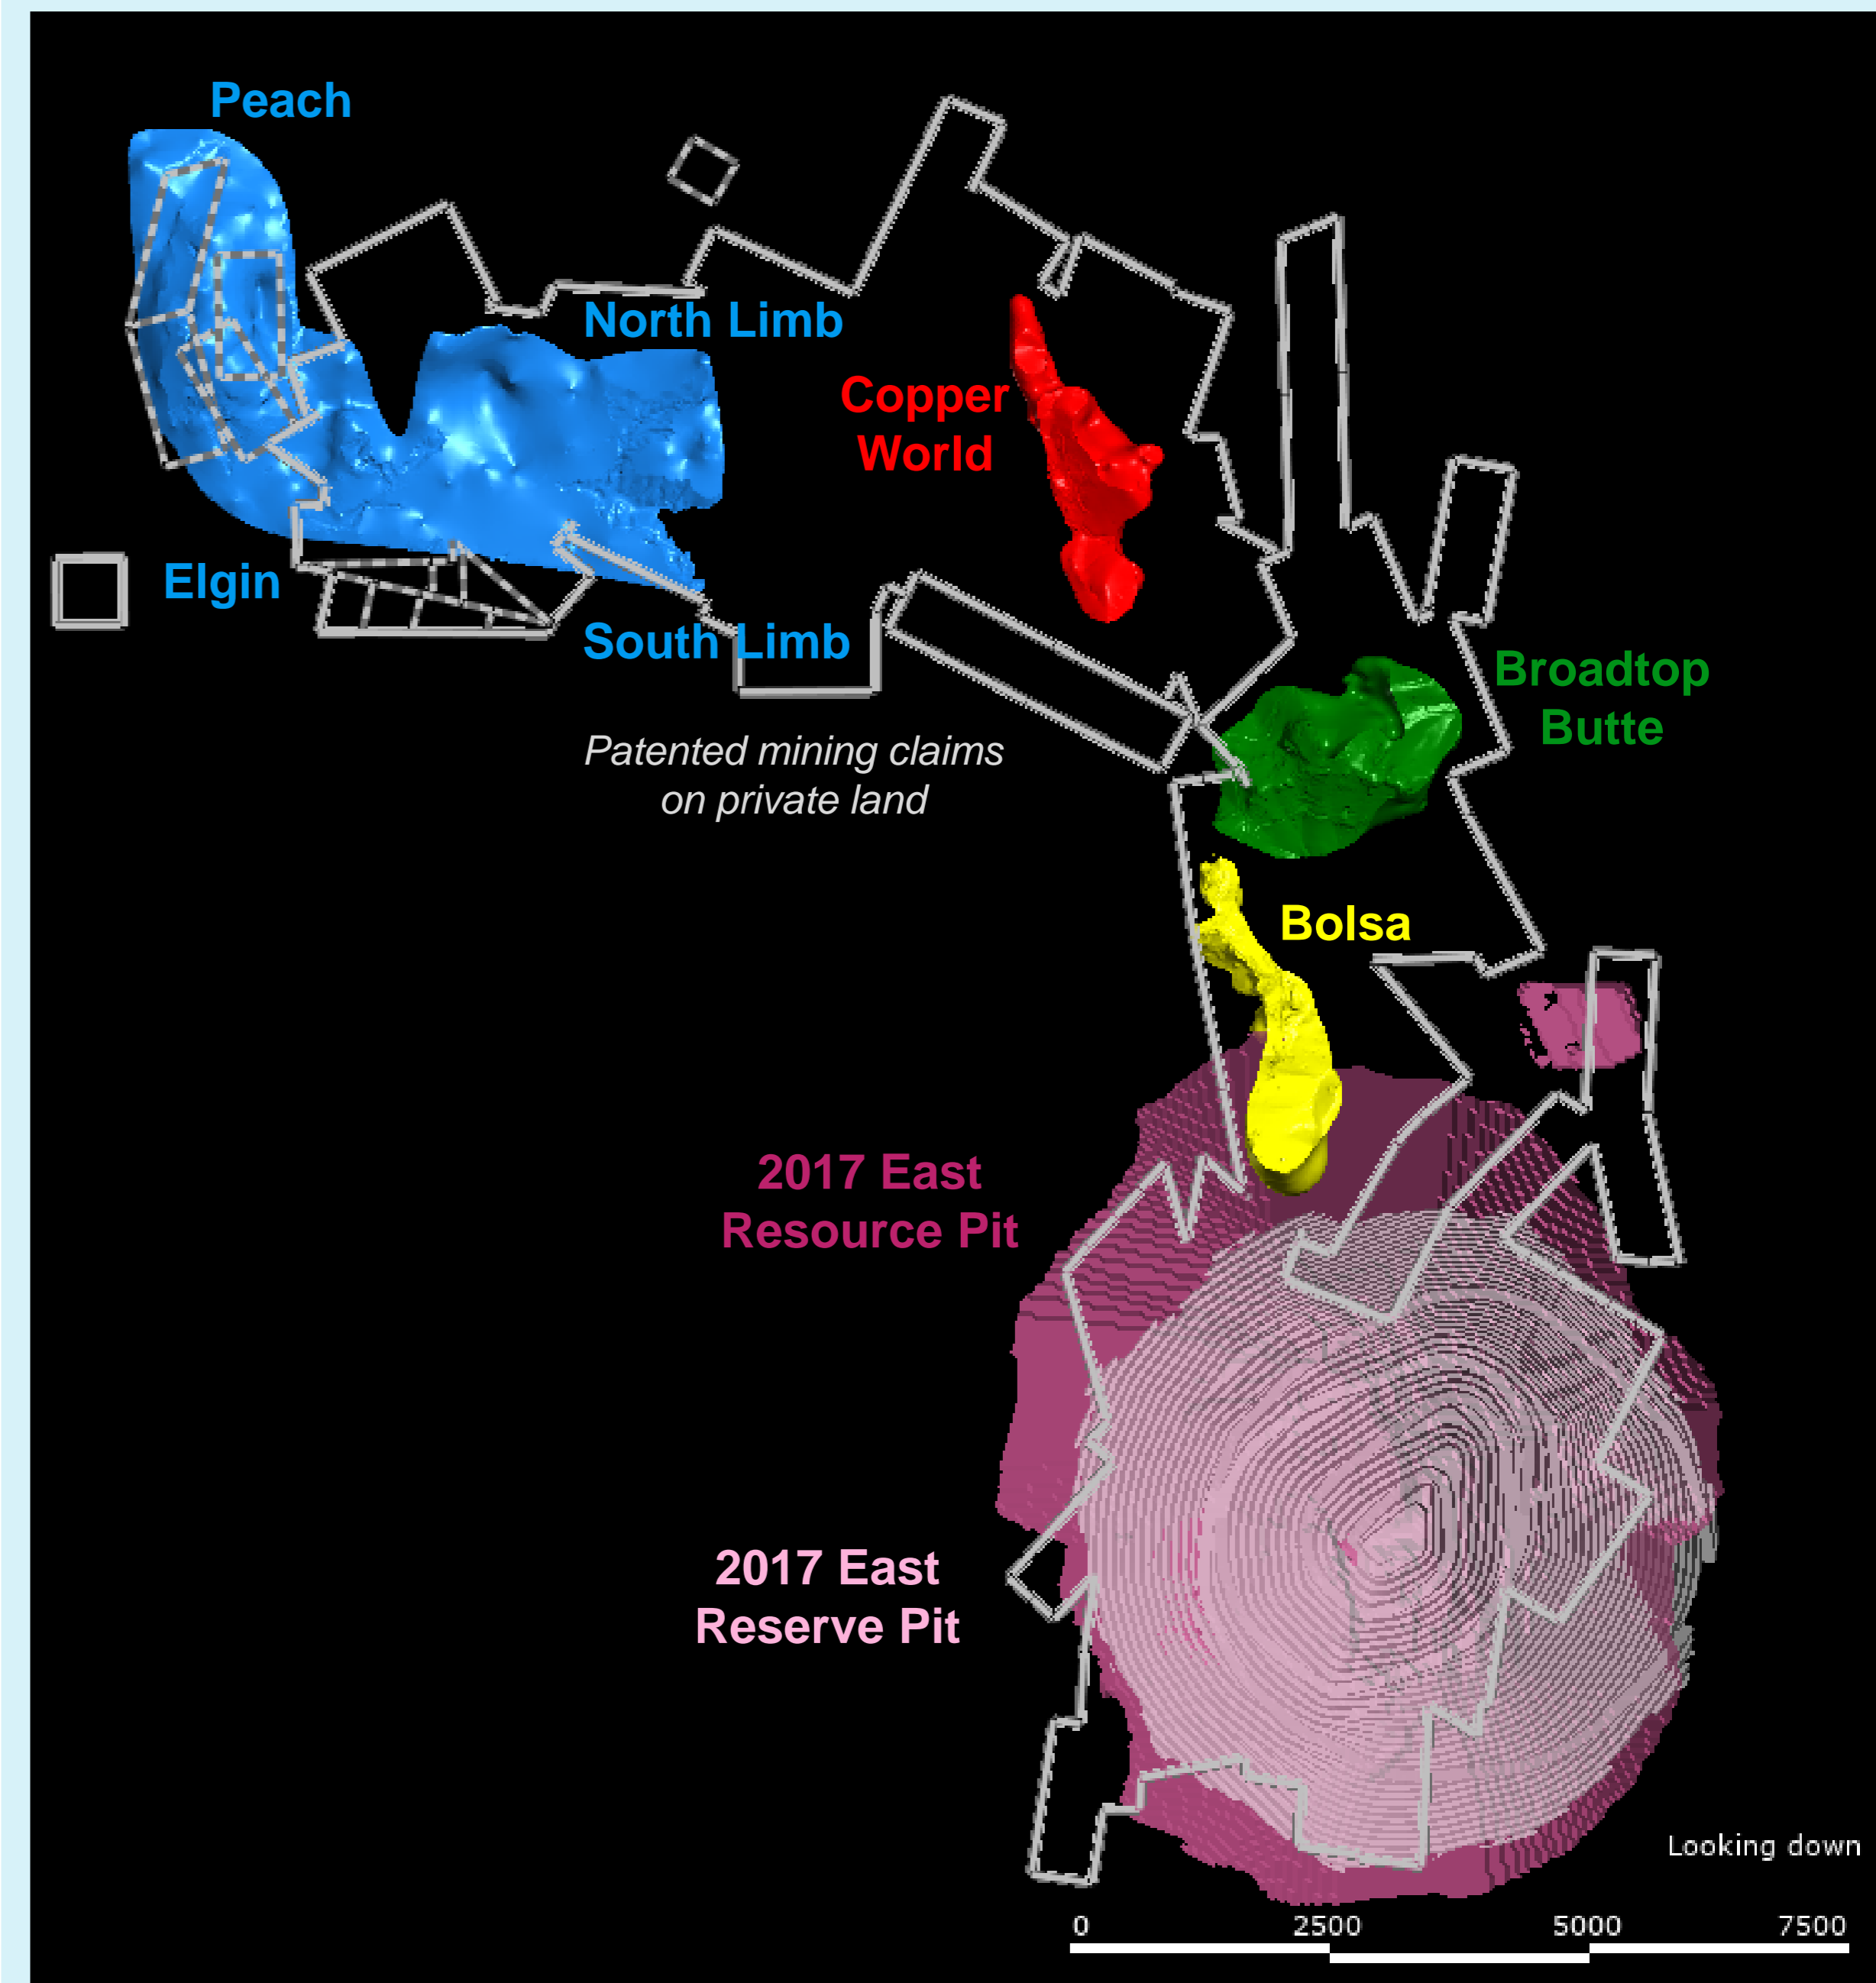 Peach
North Limb
Copper
World
Elgin
South Limb
Broadtop
Butte
Patented mining claims
on private land
Bolsa
2017 East
Resource Pit
2017 East
Reserve Pit
Looking down
0 2500 5000 7500